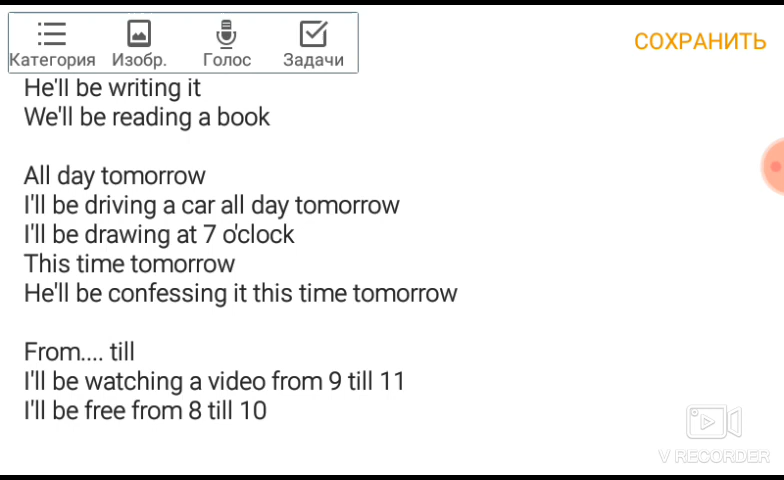 Категория Изобр. Голос Задачи
СОХРАНИТЬ
He'll be writing it
We'll be reading a book
All day tomorrow
I'll be driving a car all day tomorrow
I'll be drawing at 7 o'clock
This time tomorrow
He'll be confessing it this time tomorrow
From.... till
I'll be watching a video from 9 till 11
I'll be free from 8 till 10
V RECORDER